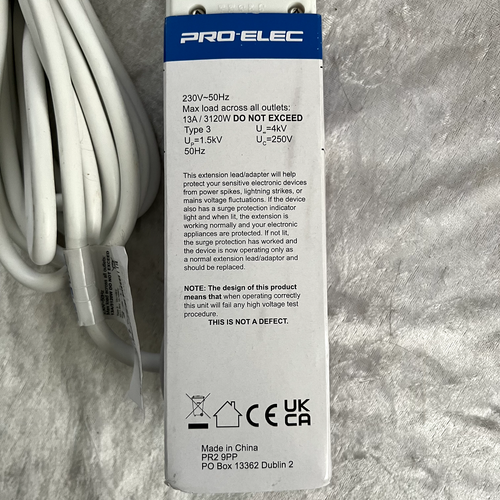 PRO-ELEC
230V~50Hz
Max load across all outlets:
13A / 3120W DO NOT EXCEED
Type 3 Uoc=4kV
Up=1.5kV Uc=250V
50Hz
This extension lead/adapter will help
protect your sensitive electronic devices
from power spikes, lightning strikes, or
mains voltage fluctuations. If the device
also has a surge protection indicator
light and when lit, the extension is
working normally and your electronic
appliances are protected. If not lit,
the surge protection has worked and
the device is now operating only as
a normal extension lead/adaptor and
should be replaced.
NOTE: The design of this product
means that when operating correctly
this unit will fail any high voltage test
procedure.
THIS IS NOT A DEFECT.
CE UK
CA
Made in China
PR2 9PP
PO Box 13362 Dublin 2